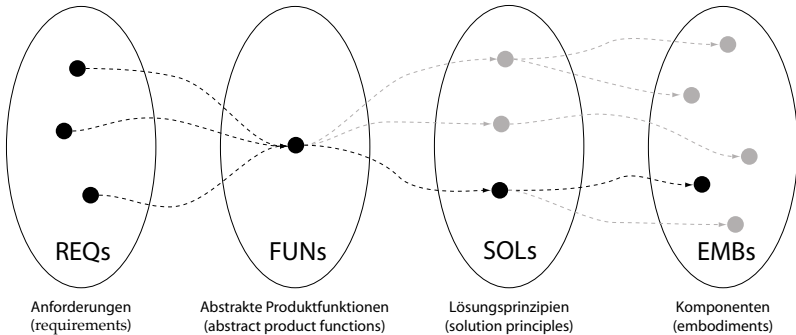 REQs
FUNs
SOLs
EMBs
Anforderungen
(requirements)
Abstrakte Produktfunktionen
(abstract product functions)
Lösungsprinzipien
(solution principles)
Komponenten
(embodiments)